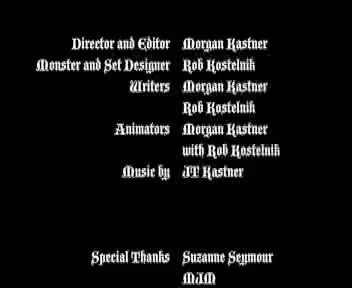 Director and Editor Morgan Kastner
Monster and Set Designer Rob Kostelnik
Writers Morgan Kastner
Rob Kostelnik
Animators Morgan Kastner
with Rob Kostelnik
Music by JT Kastner
Special Thanks Suzanne Seymour
MJM